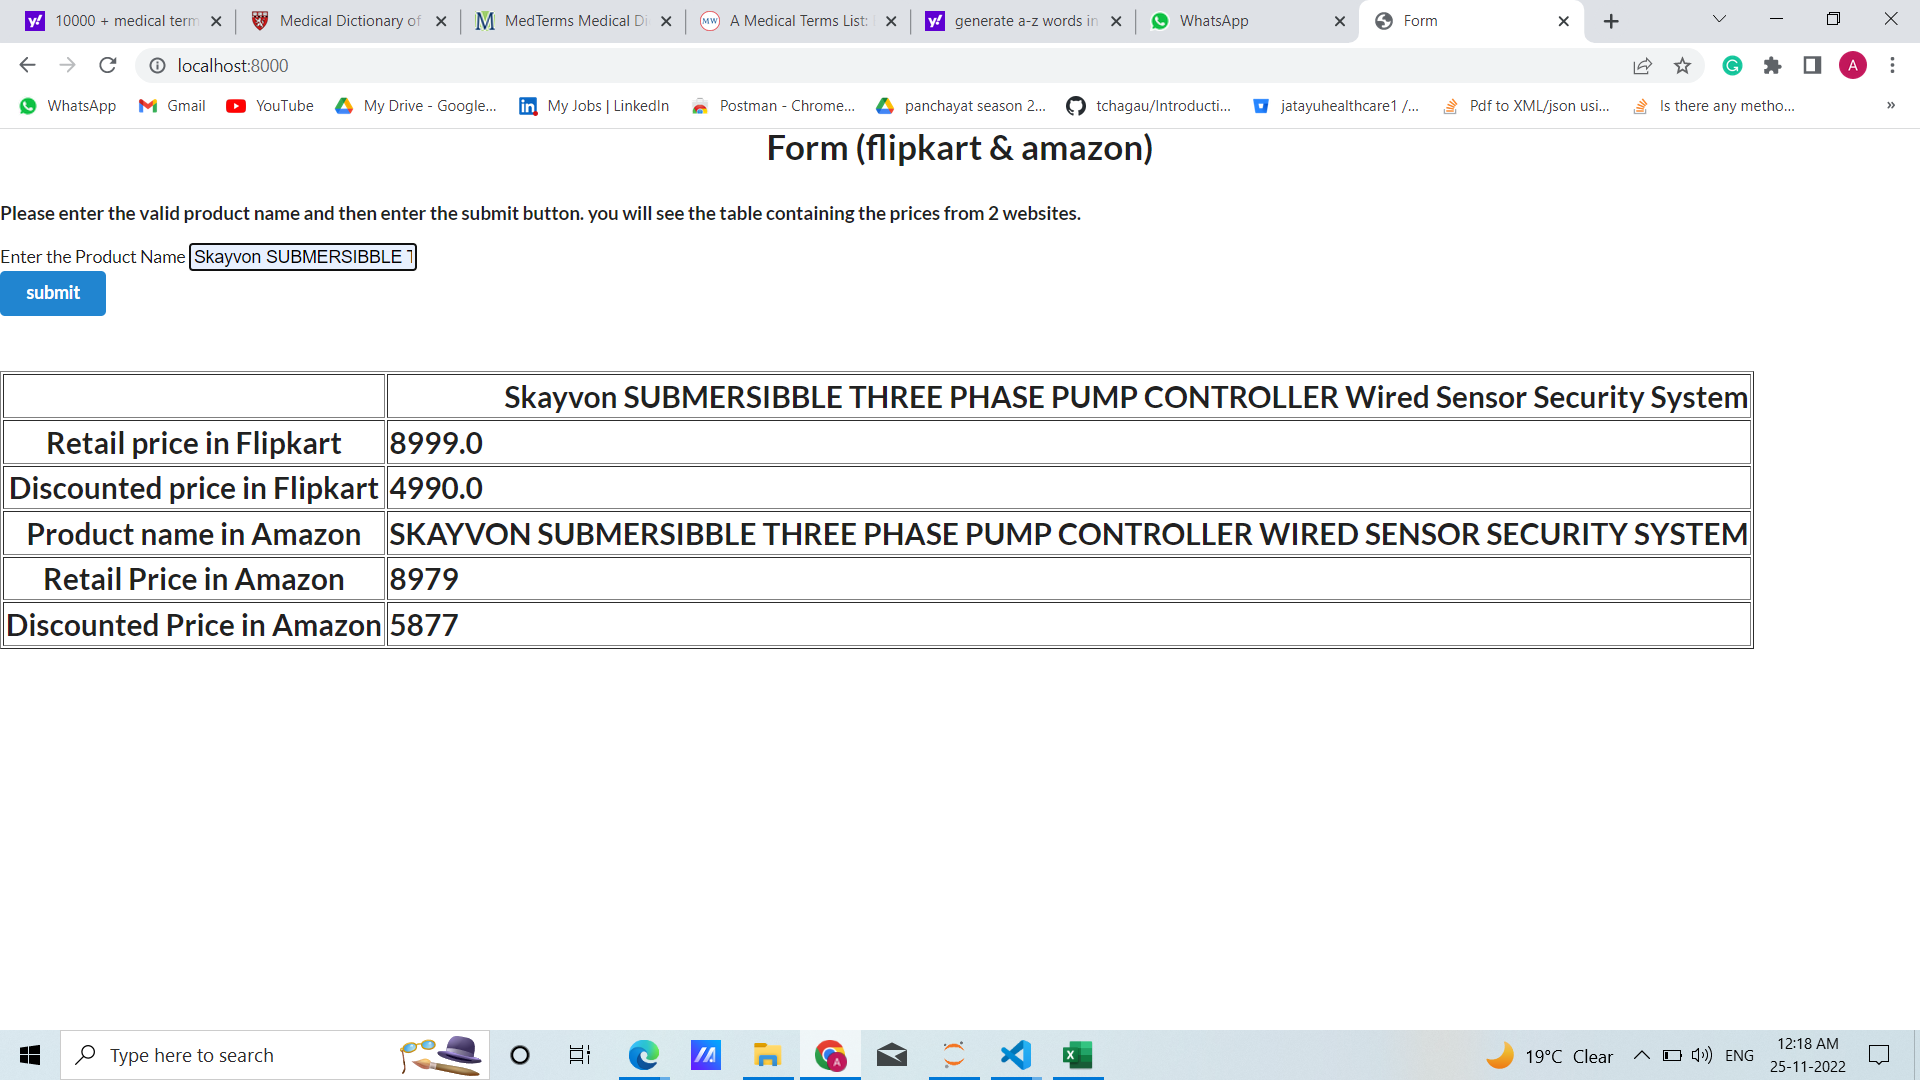 10000 + medical term
Medical Dictionary of
MedTerms Medical Di
A Medical Terms List:
generate a-z words in
WhatsApp
Form
localhost:8000
A
WhatsApp
Gmail
YouTube
My Drive - Google...
My Jobs | LinkedIn
Postman - Chrome...
panchayat season 2...
tchagau/Introducti...
jatayuhealthcare1 /...
Pdf to XML/json usi...
Is there any metho...
»
Form (flipkart & amazon)
Please enter the valid product name and then enter the submit button. you will see the table containing the prices from 2 websites.
Enter the Product Name Skayvon SUBMERSIBBLE
submit
Skayvon SUBMERSIBBLE THREE PHASE PUMP CONTROLLER Wired Sensor Security System
Retail price in Flipkart 8999.0
Discounted price in Flipkart 4990.0
Product name in Amazon SKAYVON SUBMERSIBBLE THREE PHASE PUMP CONTROLLER WIRED SENSOR SECURITY SYSTEM
Retail Price in Amazon 8979
Discounted Price in Amazon 5877
Type here to search
19°C Clear
ENG
12:18 AM
25-11-2022